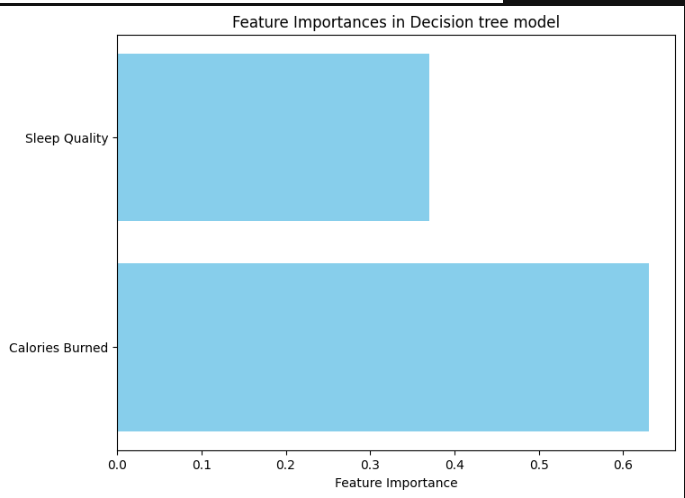 Feature Importances in Decision tree model
Sleep Quality
Calories Burned
0.0 0.1 0.2 0.3 0.4 0.5 0.6
Feature Importance